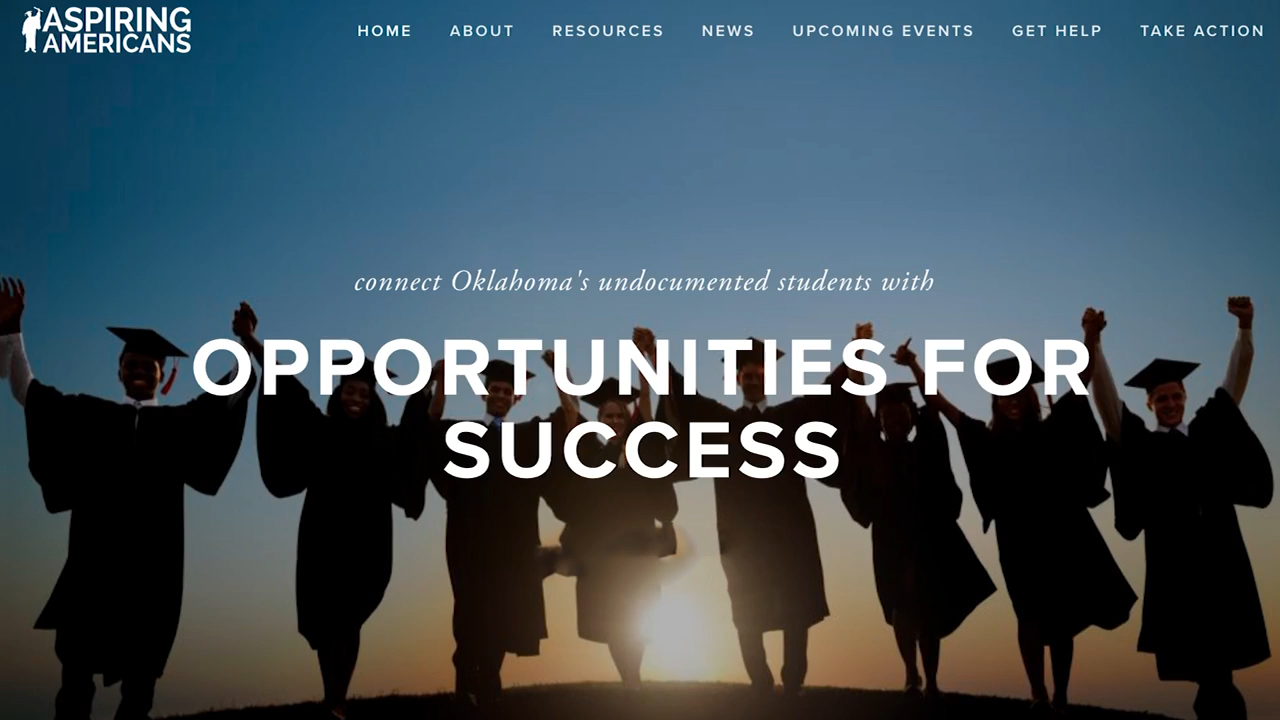 ASPIRING
AMERICANS
HOME ABOUT RESOURCES NEWS UPCOMING EVENTS GET HELP TAKE ACTION
connect Oklahoma's undocumented students with
OPPORTUNITIES FOR
SUCCESS